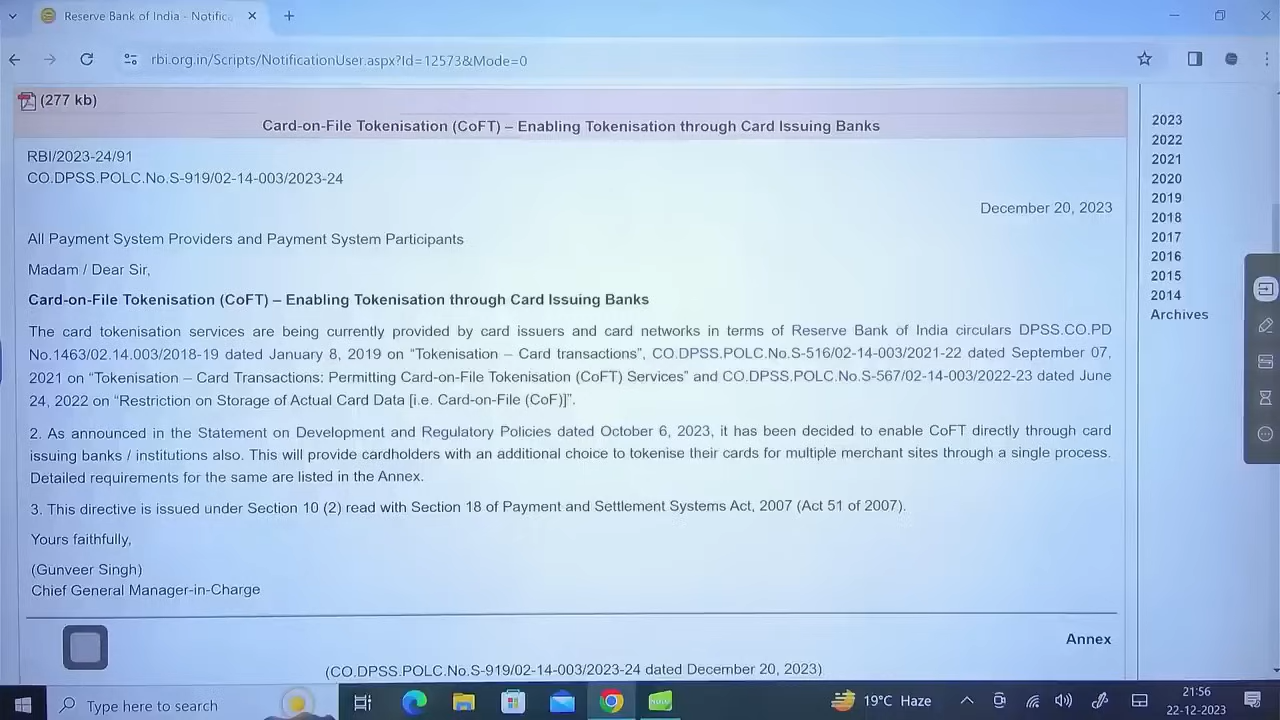 Reserve Bank of India - Notific
rbi.org.in/Scripts/NotificationUser.aspx?Id=12573&Mode=0
(277 kb)
Card-on-File Tokenisation (CoFT) – Enabling Tokenisation through Card Issuing Banks
RBI/2023-24/91
CO.DPSS.POLC.No.S-919/02-14-003/2023-24
December 20, 2023
All Payment System Providers and Payment System Participants
Madam / Dear Sir,
Card-on-File Tokenisation (CoFT) – Enabling Tokenisation through Card Issuing Banks
The card tokenisation services are being currently provided by card issuers and card networks in terms of Reserve Bank of India circulars DPSS.CO.PD
No.1463/02.14.003/2018-19 dated January 8, 2019 on “Tokenisation – Card transactions”, CO.DPSS.POLC.No.S-516/02-14-003/2021-22 dated September 07,
2021 on “Tokenisation – Card Transactions: Permitting Card-on-File Tokenisation (CoFT) Services” and CO.DPSS.POLC.No.S-567/02-14-003/2022-23 dated June
24, 2022 on “Restriction on Storage of Actual Card Data [i.e. Card-on-File (CoF)]”.
2. As announced in the Statement on Development and Regulatory Policies dated October 6, 2023, it has been decided to enable CoFT directly through card
issuing banks / institutions also. This will provide cardholders with an additional choice to tokenise their cards for multiple merchant sites through a single process.
Detailed requirements for the same are listed in the Annex.
3. This directive is issued under Section 10 (2) read with Section 18 of Payment and Settlement Systems Act, 2007 (Act 51 of 2007).
Yours faithfully,
(Gunveer Singh)
Chief General Manager-in-Charge
Annex
(CO.DPSS.POLC.No.S-919/02-14-003/2023-24 dated December 20, 2023)
2023
2022
2021
2020
2019
2018
2017
2016
2015
2014
Archives
Type here to search
19°C Haze
21:56
22-12-2023